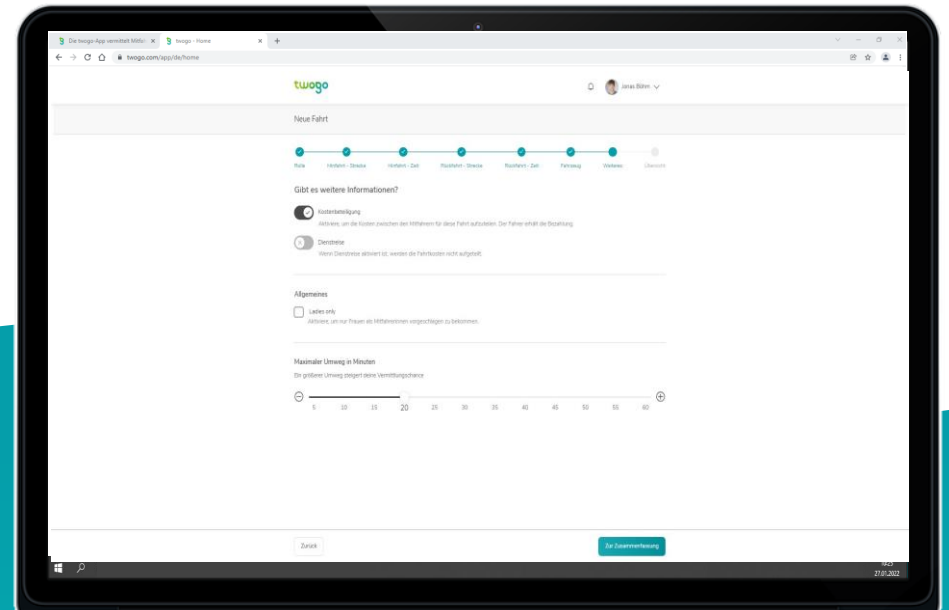 Die twogo-App vermittelt Mitfa
twogo - Home
twogo.com/app/de/home
twogo
Jonas Böhm
Neue Fahrt
Rolle
Hinfahrt - Strecke
Hinfahrt - Zeit
Rückfahrt - Strecke
Rückfahrt - Zeit
Fahrzeug
Weiteres
Übersicht
Gibt es weitere Informationen?
Kostenbeteiligung
Aktiviere, um die Kosten zwischen den Mitfahrern für diese Fahrt aufzuteilen. Der Fahrer erhält die Bezahlung.
Dienstreise
Wenn Dienstreise aktiviert ist, werden die Fahrtkosten nicht aufgeteilt.
Allgemeines
Ladies only
Aktiviere, um nur Frauen als Mitfahrerinnen vorgeschlagen zu bekommen.
Maximaler Umweg in Minuten
Ein größerer Umweg steigert deine Vermittlungschance
5 10 15 20 25 30 35 40 45 50 55 60
Zurück
Zur Zusammenfassung
27.01.2022